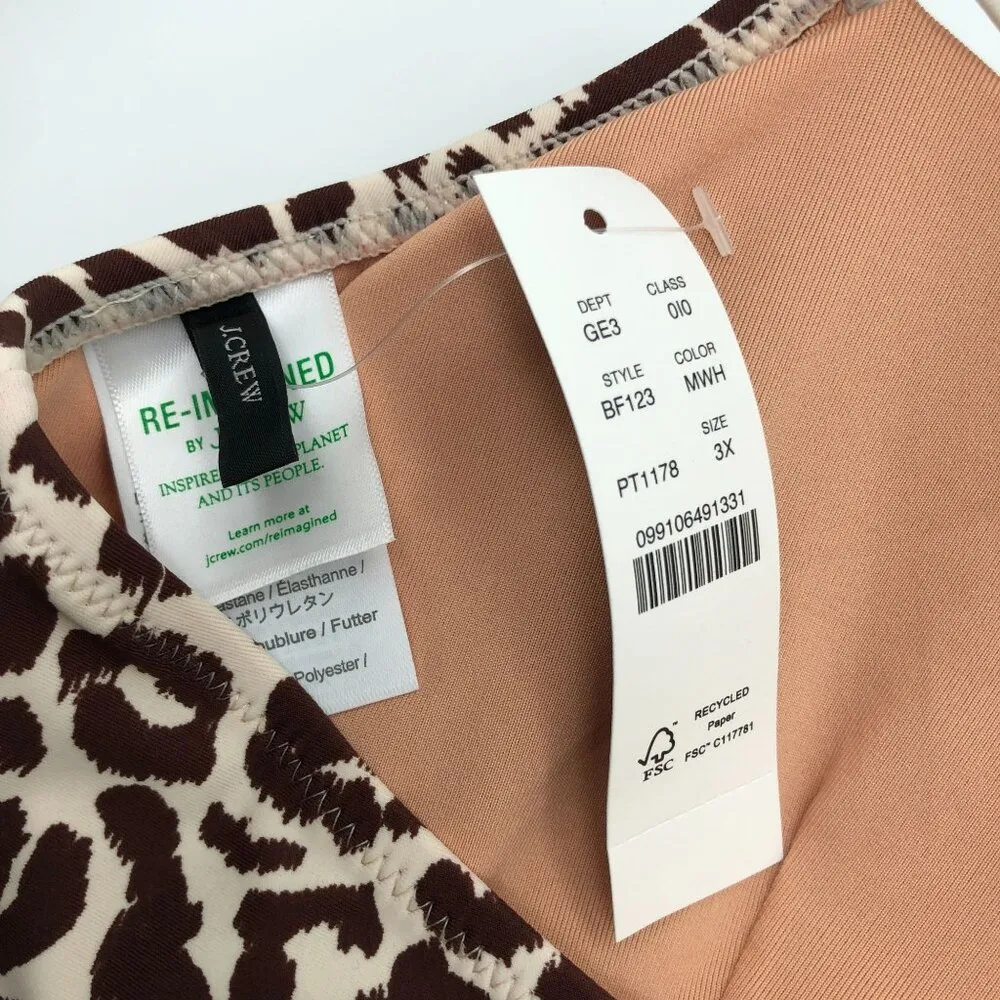 J.CREW
RE-IM NED
BY J W
INSPIRE PLANET
AND ITS PEOPLE.
Learn more at
jcrew.com/reimagined
astane / Élasthanne /
ポリウレタン
oublure / Futter
Polyester /
DEPT CLASS
GE3 010
STYLE COLOR
BF123 MWH
SIZE
PT1178 3X
099106491331
FSC™
RECYCLED
Paper
FSC™ C117781